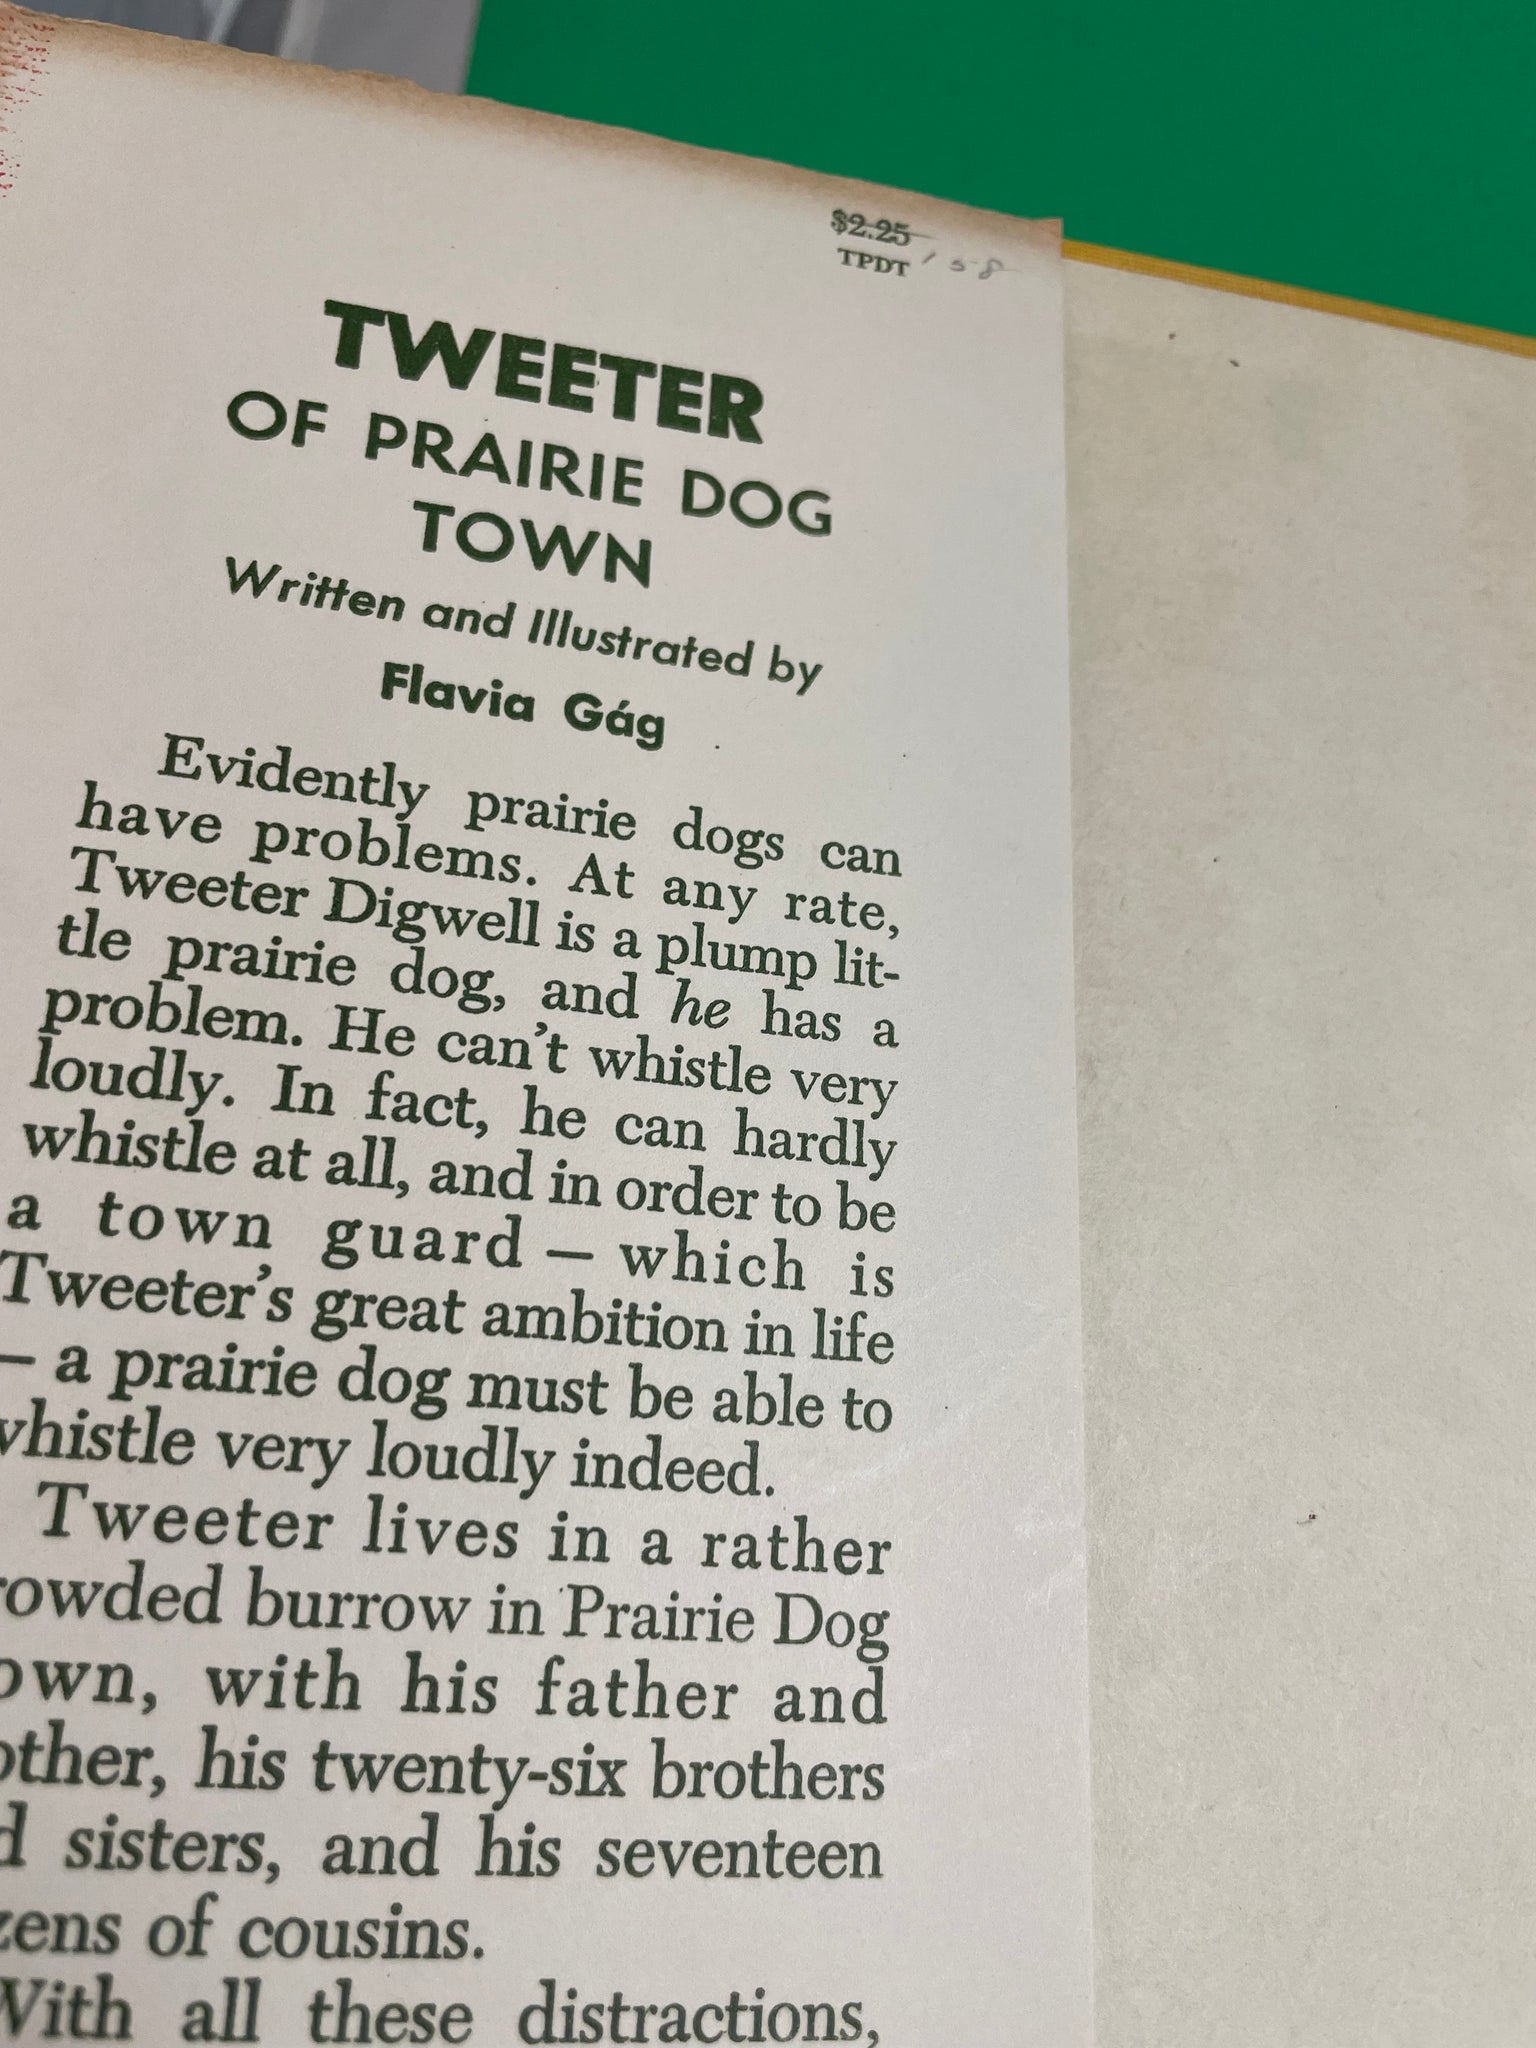 $2.25
TPDT '58
TWEETER
OF PRAIRIE DOG
TOWN
Written and Illustrated by
Flavia Gág
Evidently prairie dogs can
have problems. At any rate,
Tweeter Digwell is a plump lit-
tle prairie dog, and he has a
problem. He can't whistle very
loudly. In fact, he can hardly
whistle at all, and in order to be
a town guard — which is
Tweeter's great ambition in life
— a prairie dog must be able to
whistle very loudly indeed.
Tweeter lives in a rather
rowded burrow in Prairie Dog
own, with his father and
other, his twenty-six brothers
d sisters, and his seventeen
zens of cousins.
With all these distractions,